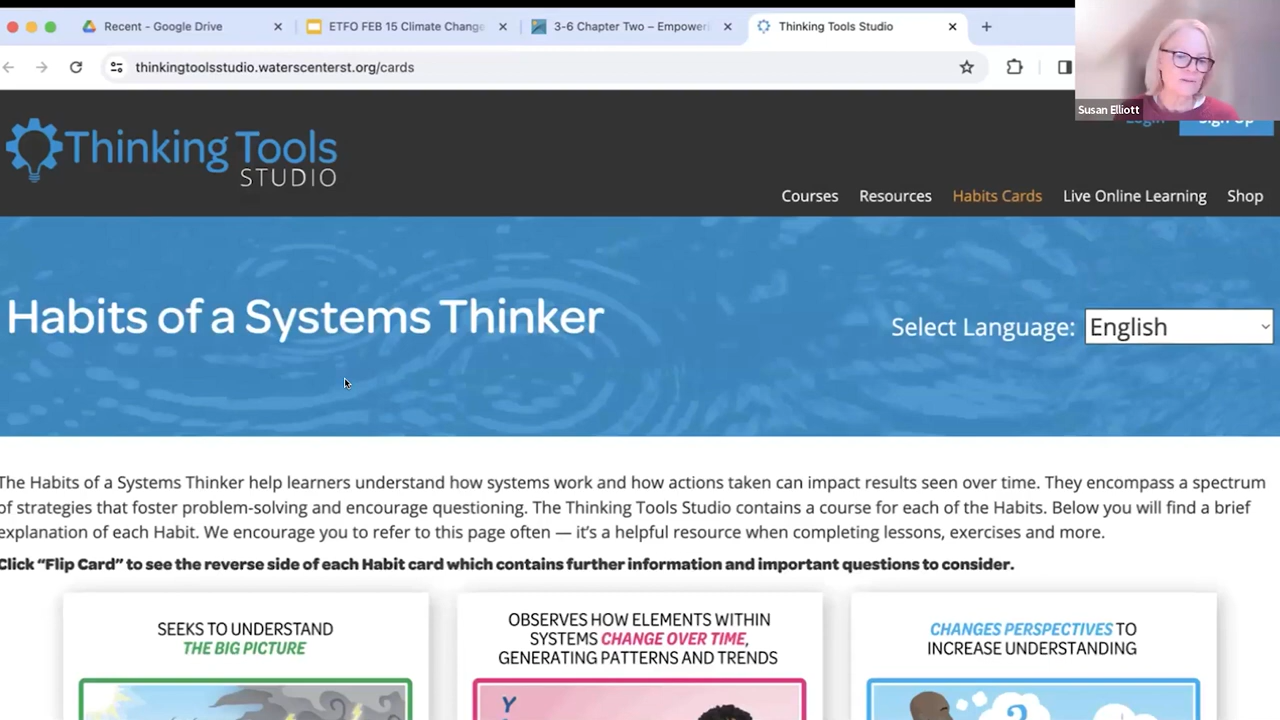 Recent - Google Drive
ETFO FEB 15 Climate Change
3-6 Chapter Two – Empoweri
Thinking Tools Studio
thinkingtoolsstudio.waterscenterst.org/cards
Susan Elliott
Login
Sign Up
Thinking Tools
STUDIO
Courses
Resources
Habits Cards
Live Online Learning
Shop
Habits of a Systems Thinker
Select Language:
English
The Habits of a Systems Thinker help learners understand how systems work and how actions taken can impact results seen over time. They encompass a spectrum
of strategies that foster problem-solving and encourage questioning. The Thinking Tools Studio contains a course for each of the Habits. Below you will find a brief
explanation of each Habit. We encourage you to refer to this page often — it’s a helpful resource when completing lessons, exercises and more.
Click “Flip Card” to see the reverse side of each Habit card which contains further information and important questions to consider.
SEEKS TO UNDERSTAND
THE BIG PICTURE
OBSERVES HOW ELEMENTS WITHIN
SYSTEMS CHANGE OVER TIME,
GENERATING PATTERNS AND TRENDS
Y
CHANGES PERSPECTIVES TO
INCREASE UNDERSTANDING
?